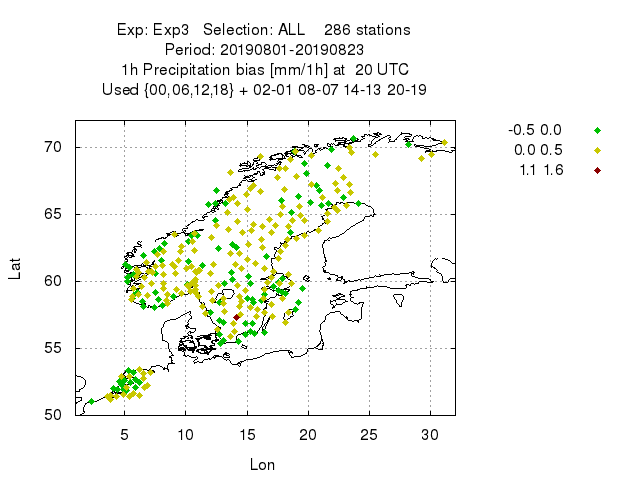 Exp: Exp3   Selection: ALL    286 stations
Period: 20190801-20190823
1h Precipitation bias [mm/1h] at  20 UTC
Used {00,06,12,18} + 02-01 08-07 14-13 20-19
-0.5 0.0
0.0 0.5
1.1 1.6
70
65
60
55
50
Lat
5 10 15 20 25 30
Lon